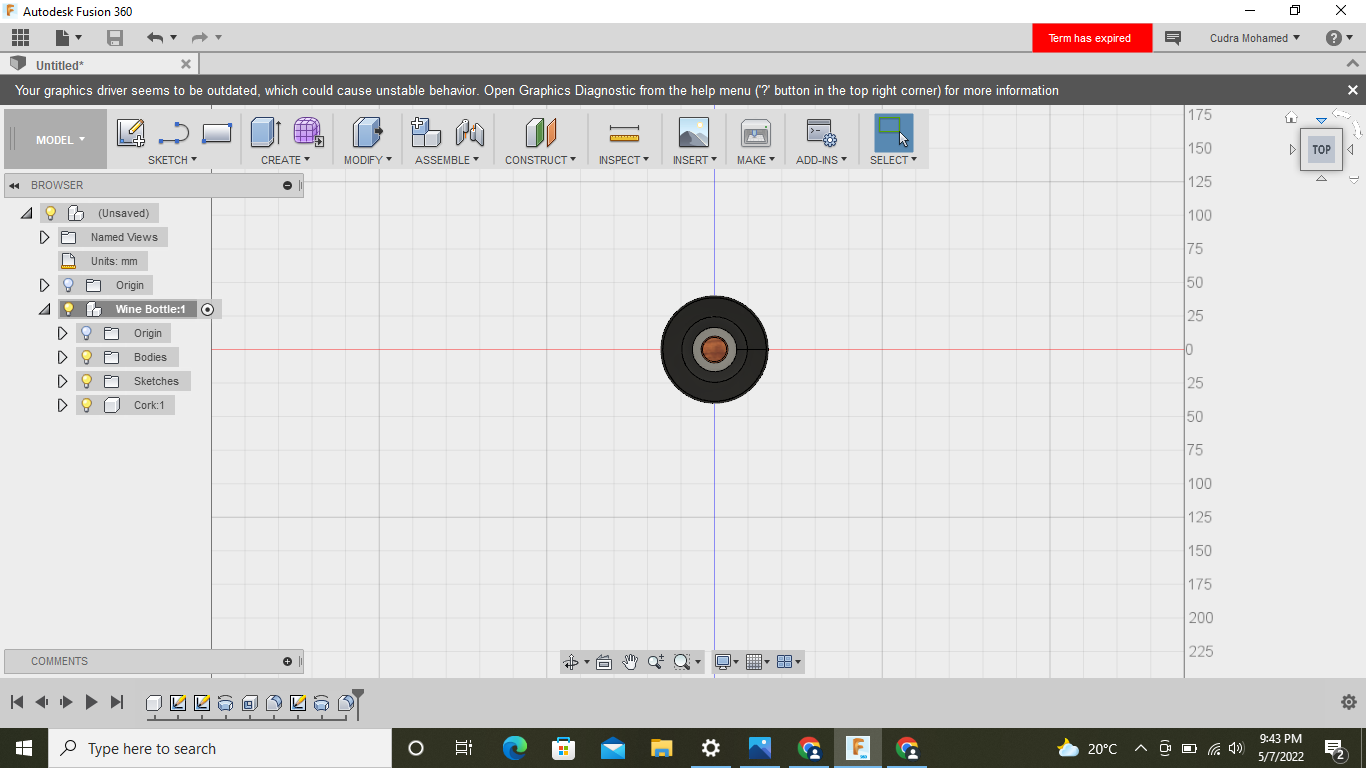 Autodesk Fusion 360
Term has expired
Cudra Mohamed
Untitled*
Your graphics driver seems to be outdated, which could cause unstable behavior. Open Graphics Diagnostic from the help menu ('?' button in the top right corner) for more information
MODEL
SKETCH
CREATE
MODIFY
ASSEMBLE
CONSTRUCT
INSPECT
INSERT
MAKE
ADD-INS
SELECT
TOP
BROWSER
(Unsaved)
Named Views
Units: mm
Origin
Wine Bottle:1
Origin
Bodies
Sketches
Cork:1
175
150
125
100
75
50
25
0
25
50
75
100
125
150
175
200
225
COMMENTS
Type here to search
20°C
9:43 PM
5/7/2022
2